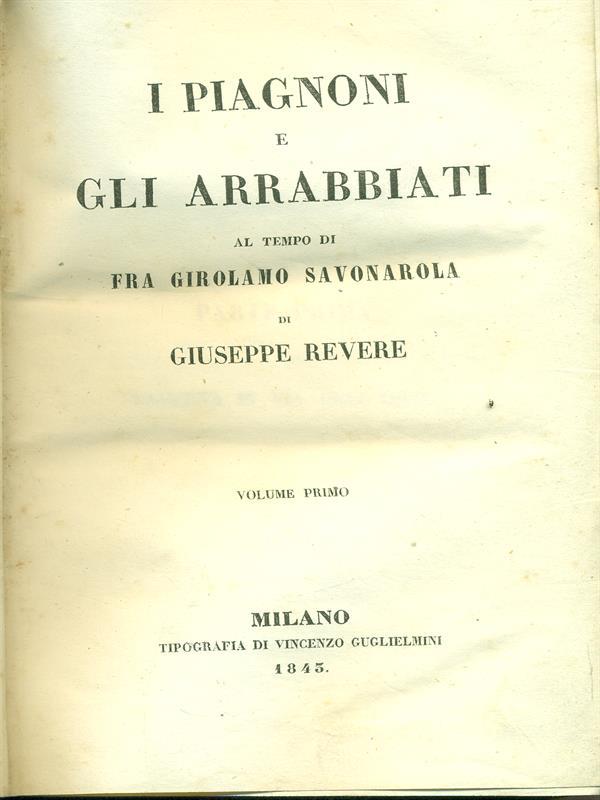 I PIAGNONI
E
GLI ARRABBIATI
AL TEMPO DI
FRA GIROLAMO SAVONAROLA
DI
GIUSEPPE REVERE
VOLUME PRIMO
MILANO
TIPOGRAFIA DI VINCENZO GUGLIELMINI
1843.